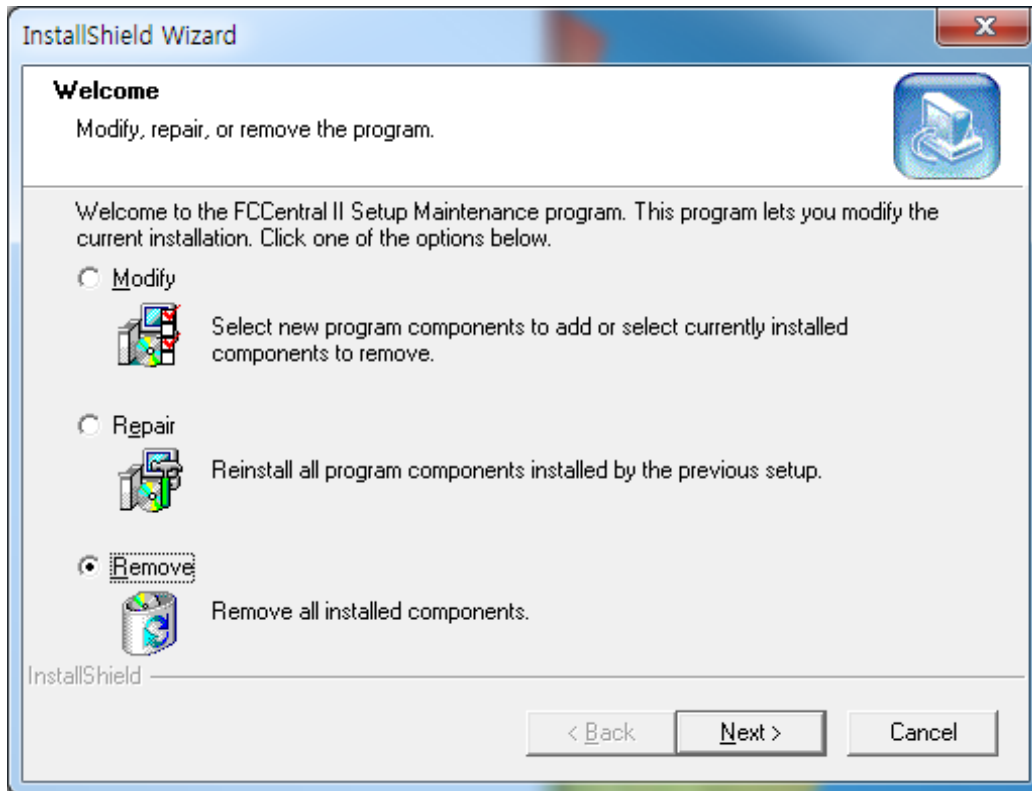 InstallShield Wizard
Welcome
Modify, repair, or remove the program.
Welcome to the FCCentral II Setup Maintenance program. This program lets you modify the
current installation. Click one of the options below.
Modify
Select new program components to add or select currently installed
components to remove.
Repair
Reinstall all program components installed by the previous setup.
Remove
Remove all installed components.
InstallShield
< Back Next > Cancel